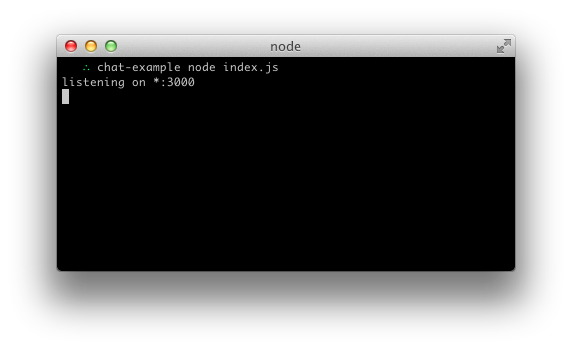 node
∴ chat-example node index.js
listening on *:3000